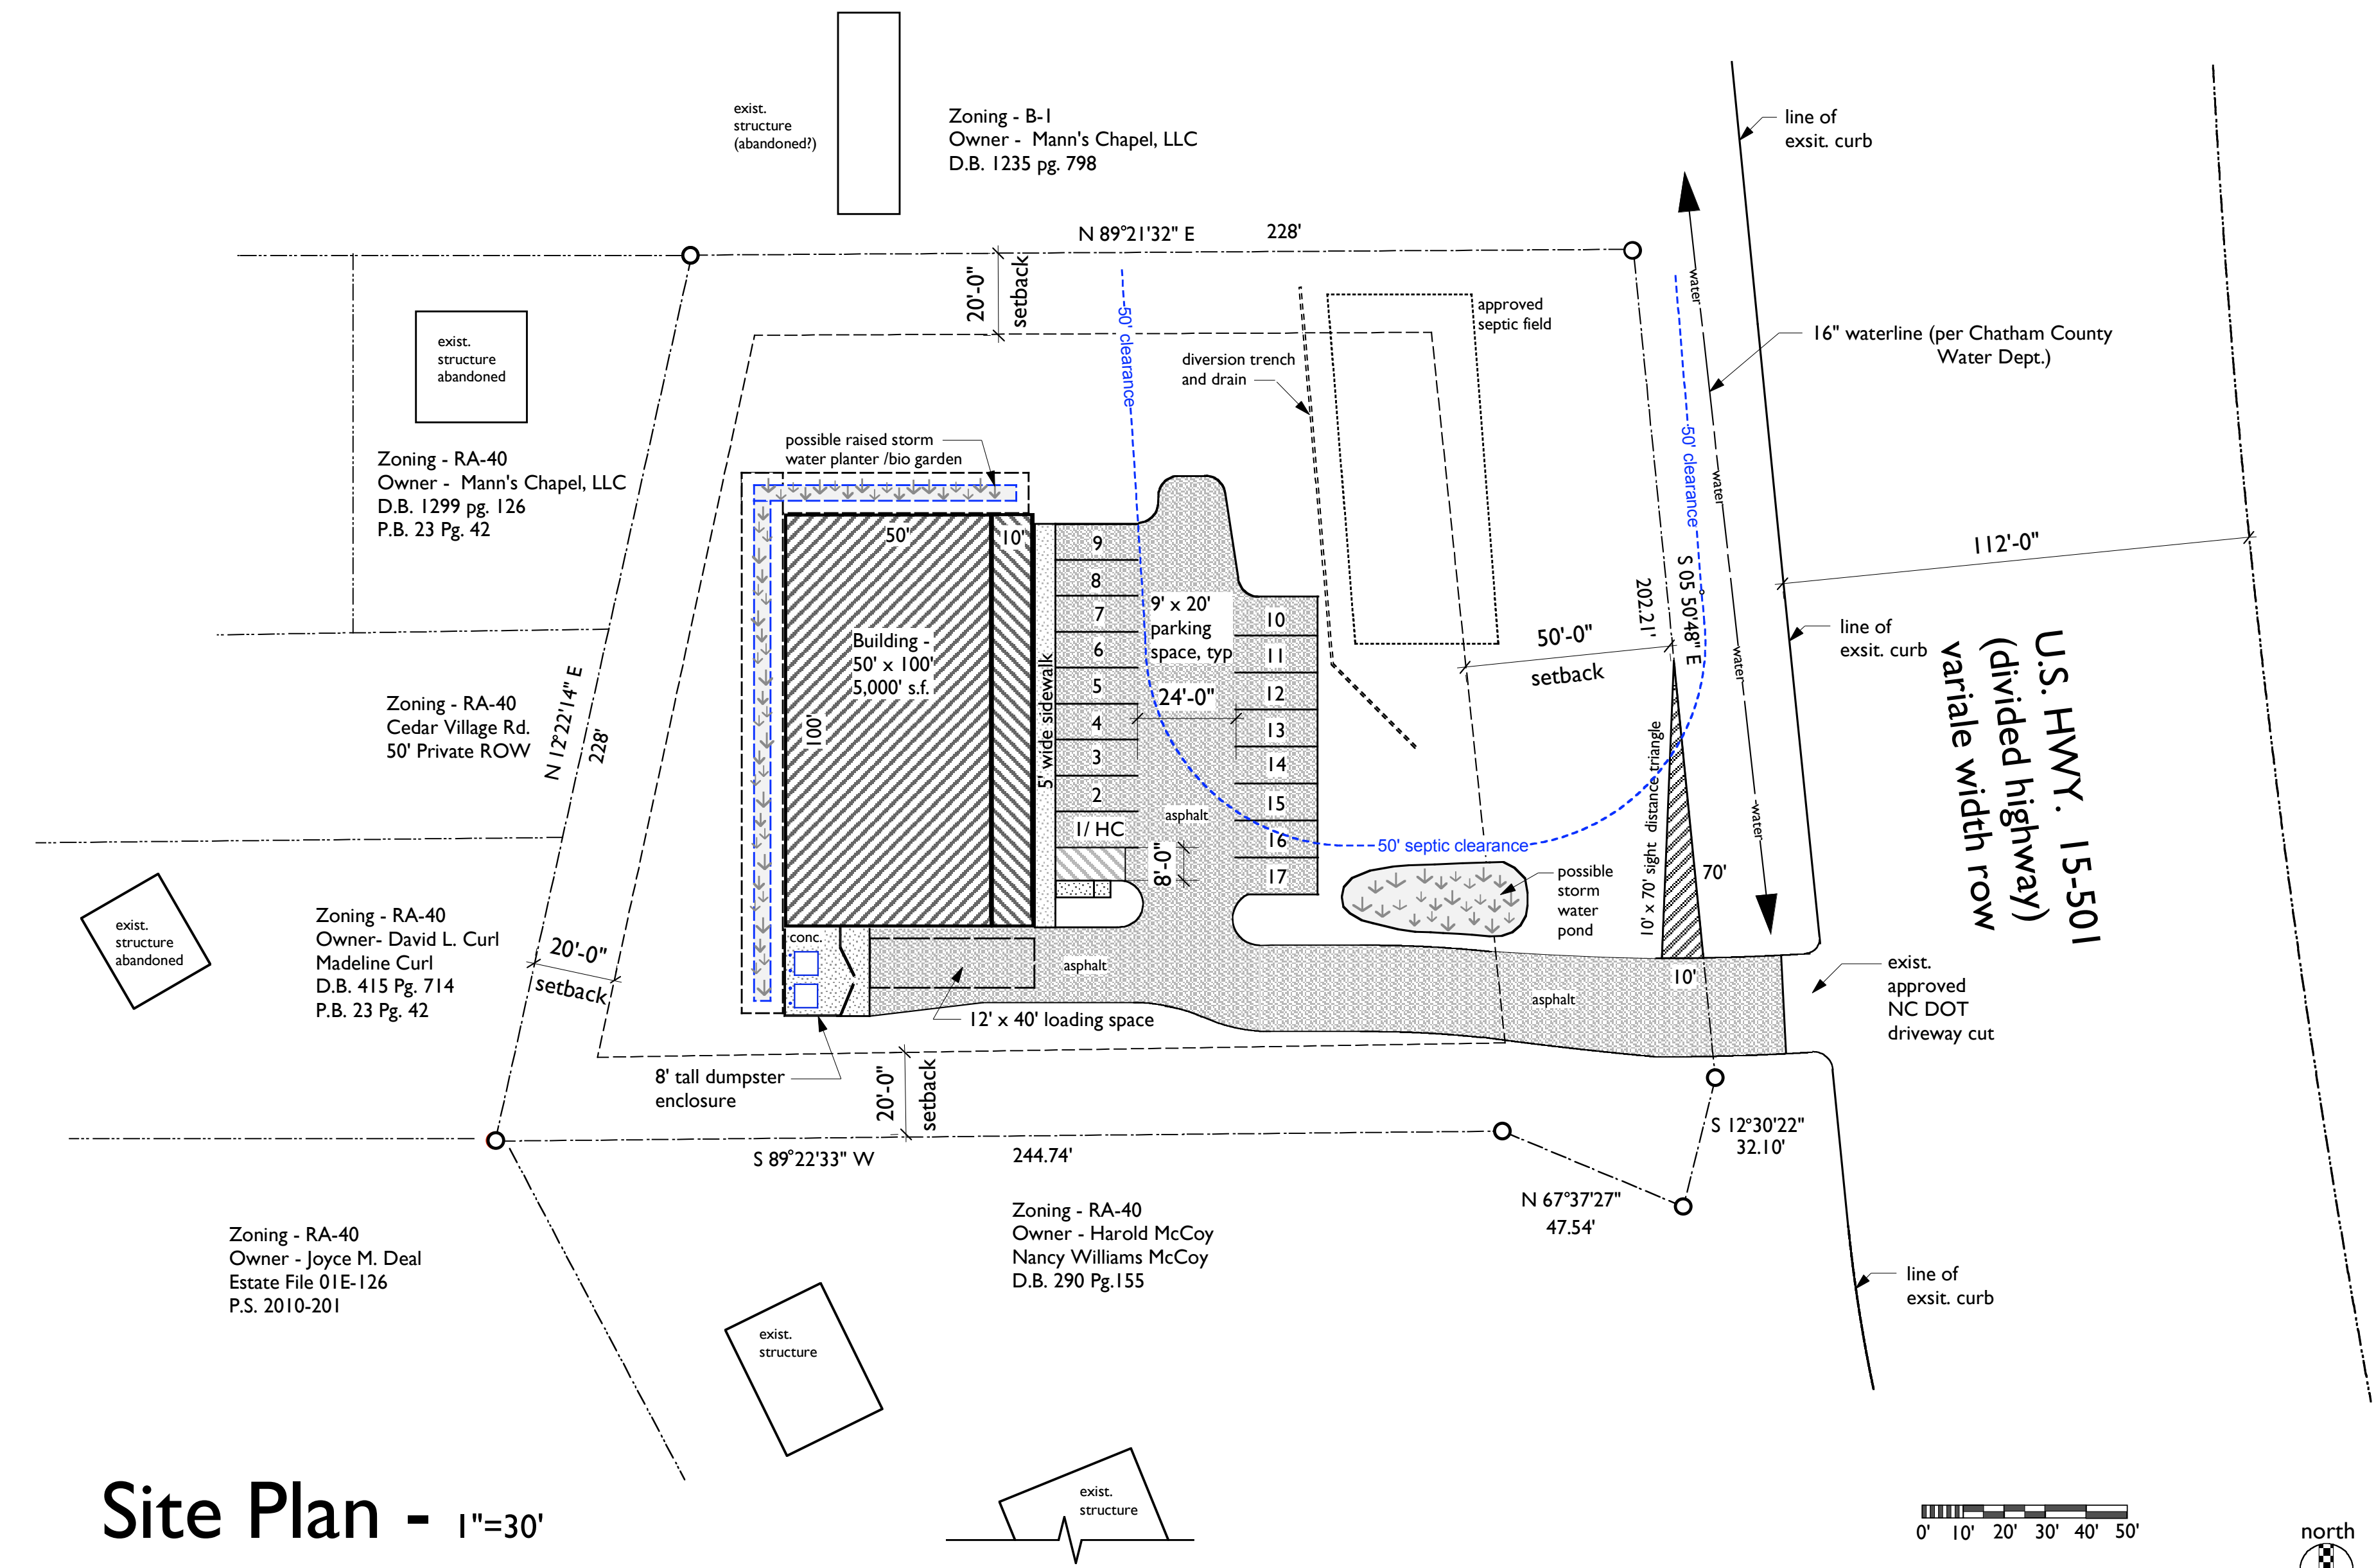 exist.
structure
(abandoned?)
Zoning - B-1
Owner -  Mann's Chapel, LLC
D.B. 1235 pg. 798
line of
exsit. curb
N 89°21'32" E
228'
20'-0"
setback
50' clearance
approved
septic field
diversion trench
and drain
water
16" waterline (per Chatham County
Water Dept.)
exist.
structure
abandoned
possible raised storm
water planter /bio garden
Zoning - RA-40
Owner -  Mann's Chapel, LLC
D.B. 1299 pg. 126
P.B. 23 Pg. 42
50' clearance
water
112'-0"
50'
10'
9
8
7
6
5
4
3
2
1/ HC
9' x 20'
parking
space, typ
24'-0"
10
11
12
13
14
15
16
17
Building -
50' x 100'
5,000' s.f.
100'
5' wide sidewalk
asphalt
8'-0"
50'-0"
setback
202.21'
S 05 50'48" E
line of
exsit. curb
water
water
U.S. HWY.  15-501
(divided highway)
variale width row
Zoning - RA-40
Cedar Village Rd.
50' Private ROW
N 12°22'14" E
228'
50' septic clearance
10' x 70' sight  distance triangle
70'
possible
storm
water
pond
exist.
structure
abandoned
Zoning - RA-40
Owner- David L. Curl
Madeline Curl
D.B. 415 Pg. 714
P.B. 23 Pg. 42
20'-0"
setback
conc.
asphalt
12' x 40' loading space
asphalt
10'
exist.
approved
NC DOT
driveway cut
8' tall dumpster
enclosure
20'-0"
setback
S 89°22'33" W
244.74'
S 12°30'22"
32.10'
N 67°37'27"
47.54'
Zoning - RA-40
Owner - Joyce M. Deal
Estate File 01E-126
P.S. 2010-201
Zoning - RA-40
Owner - Harold McCoy
Nancy Williams McCoy
D.B. 290 Pg.155
line of
exsit. curb
exist.
structure
exist.
structure
Site Plan - 1"=30'
0' 10' 20' 30' 40' 50'
north